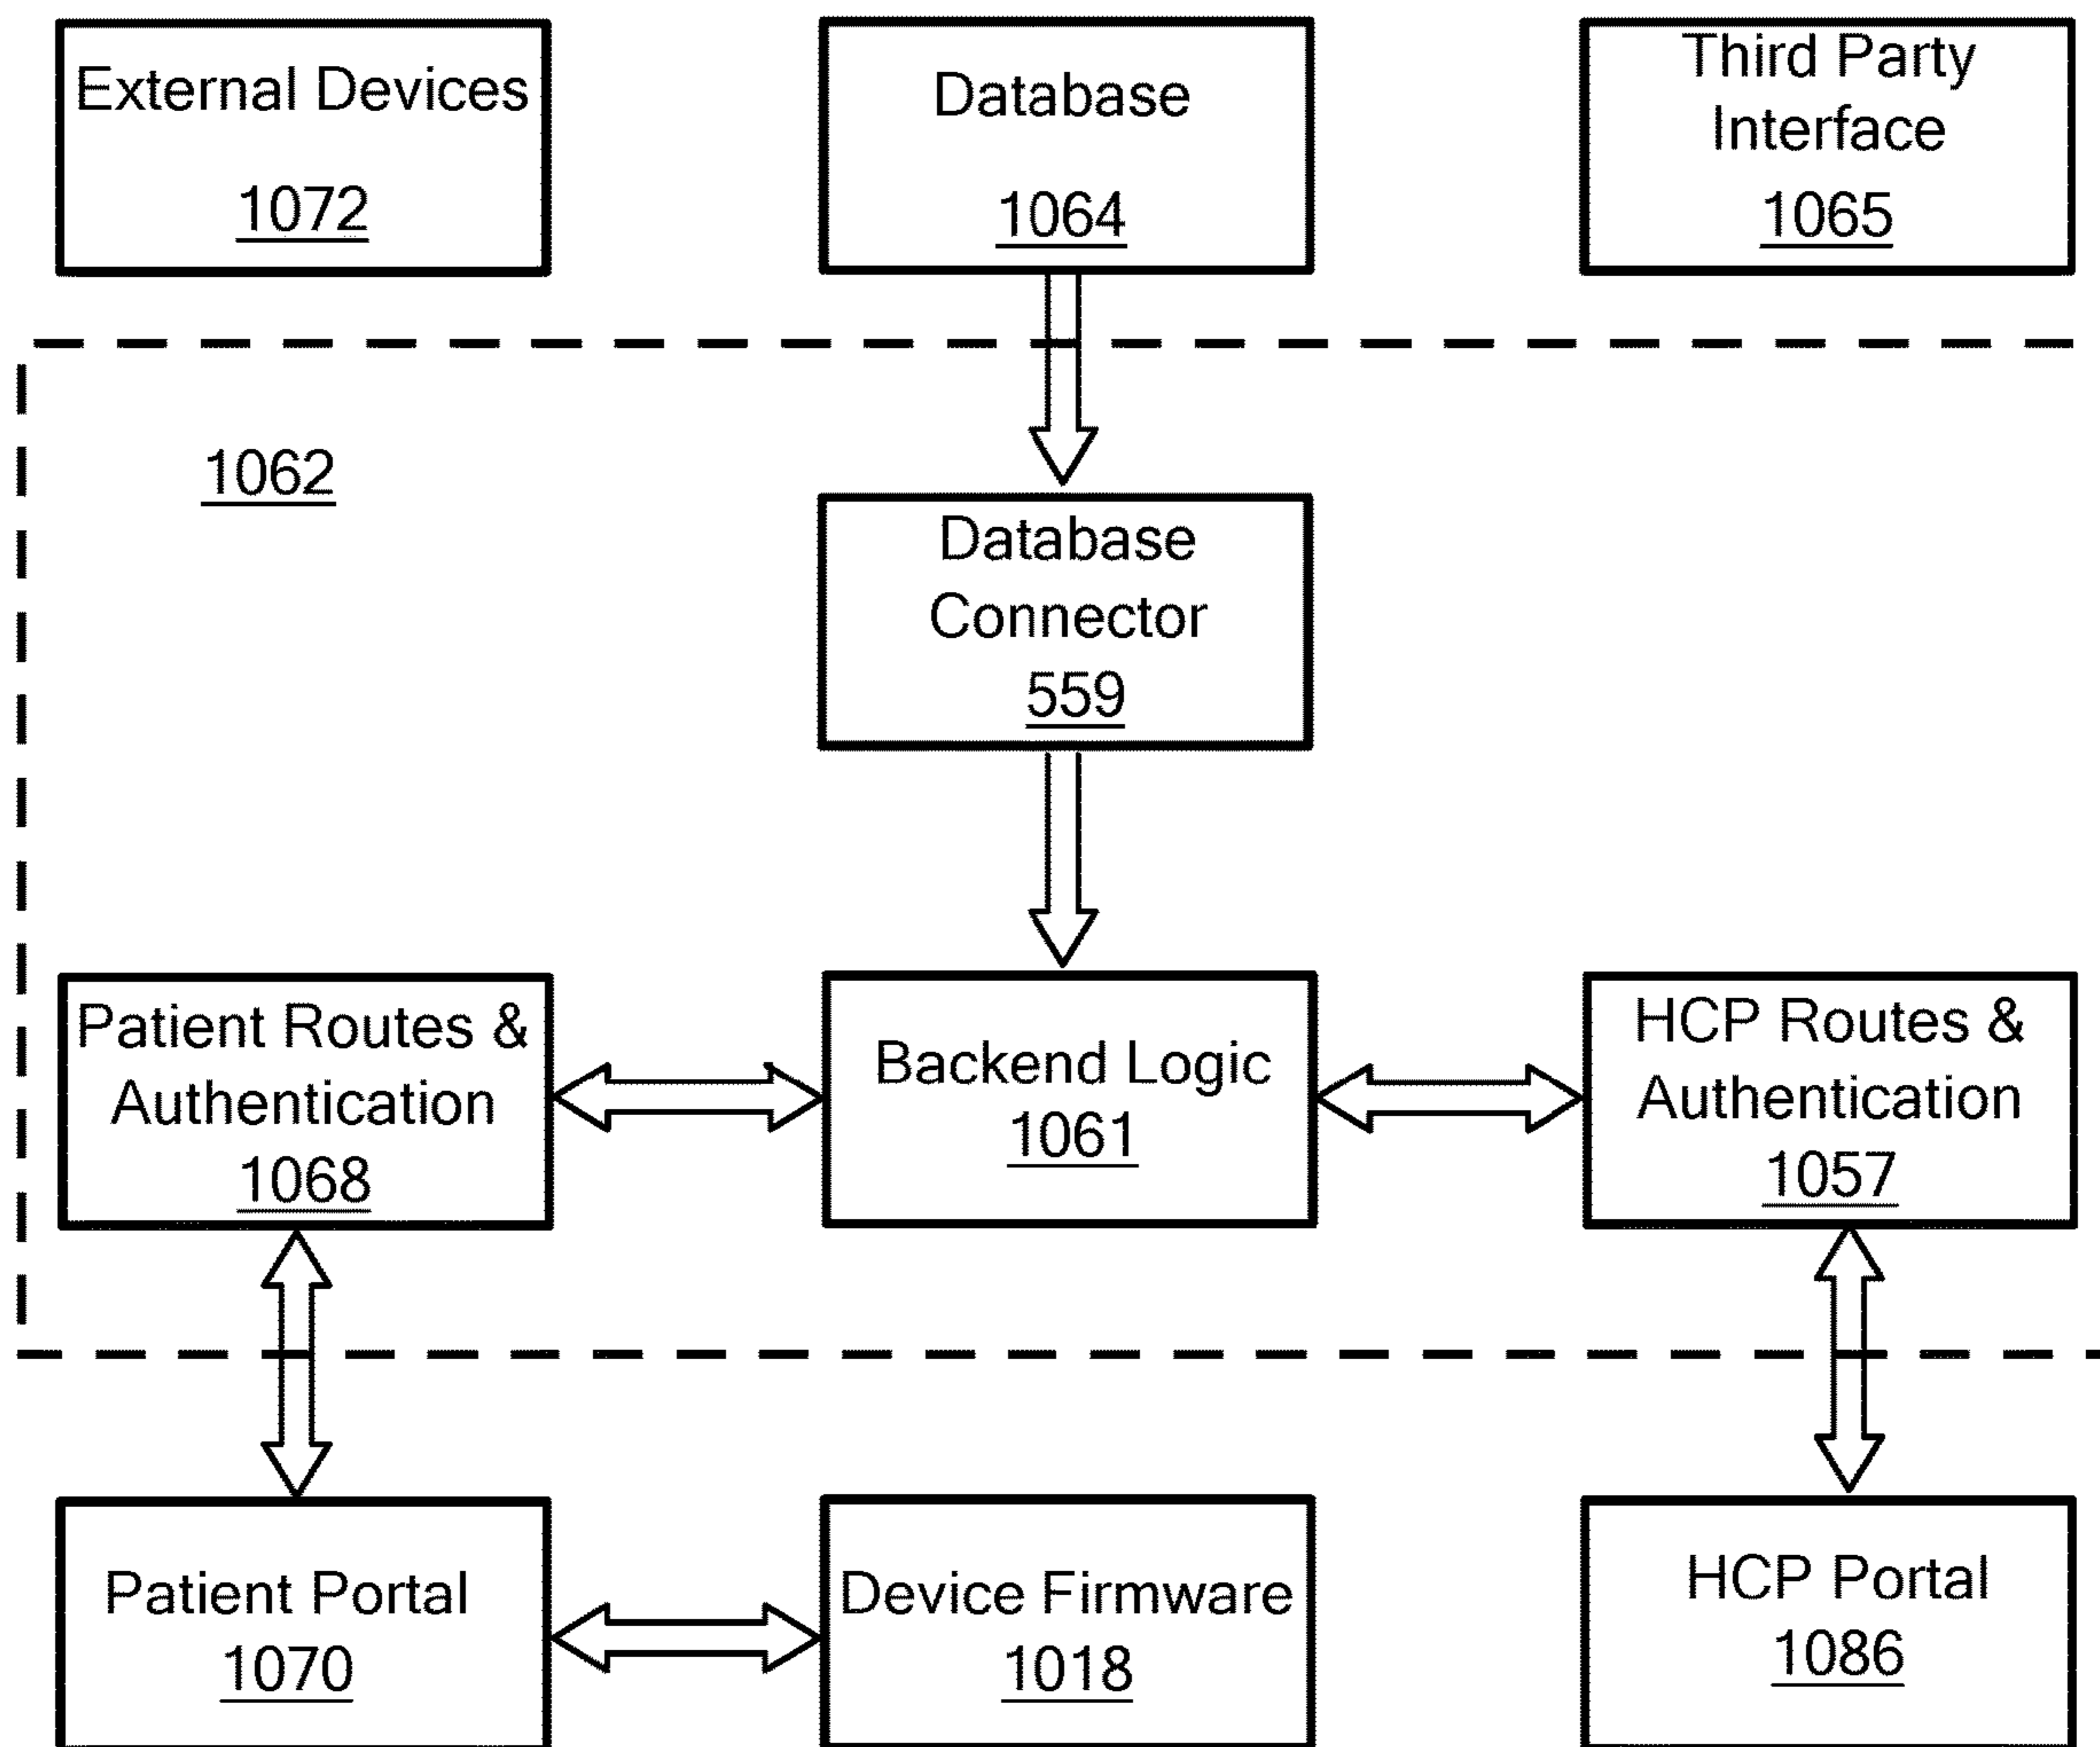 External Devices
1072
Database
1064
Third Party
Interface
1065
1062
Database
Connector
559
Patient Routes &
Authentication
1068
Backend Logic
1061
HCP Routes &
Authentication
1057
Patient Portal
1070
Device Firmware
1018
HCP Portal
1086